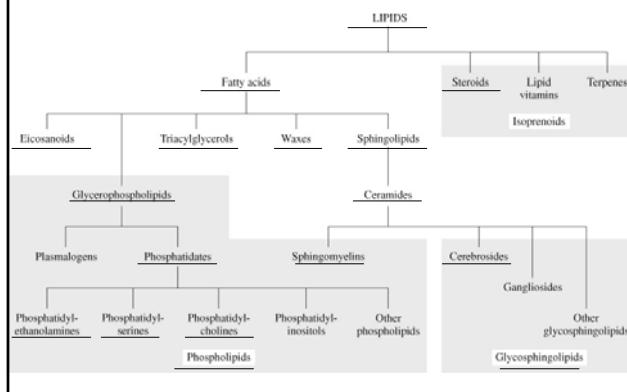 LIPIDS
Fatty acids
Steroids
Lipid
vitamins
Terpenes
Isoprenoids
Eicosanoids
Triacylglycerols
Waxes
Sphingolipids
Glycerophospholipids
Ceramides
Plasmalogens
Phosphatidates
Sphingomyelins
Cerebrosides
Gangliosides
Phosphatidyl-
ethanolamines
Phosphatidyl-
serines
Phosphatidyl-
cholines
Phosphatidyl-
inositols
Other
phospholipids
Other
glycosphingolipids
Phospholipids
Glycosphingolipids